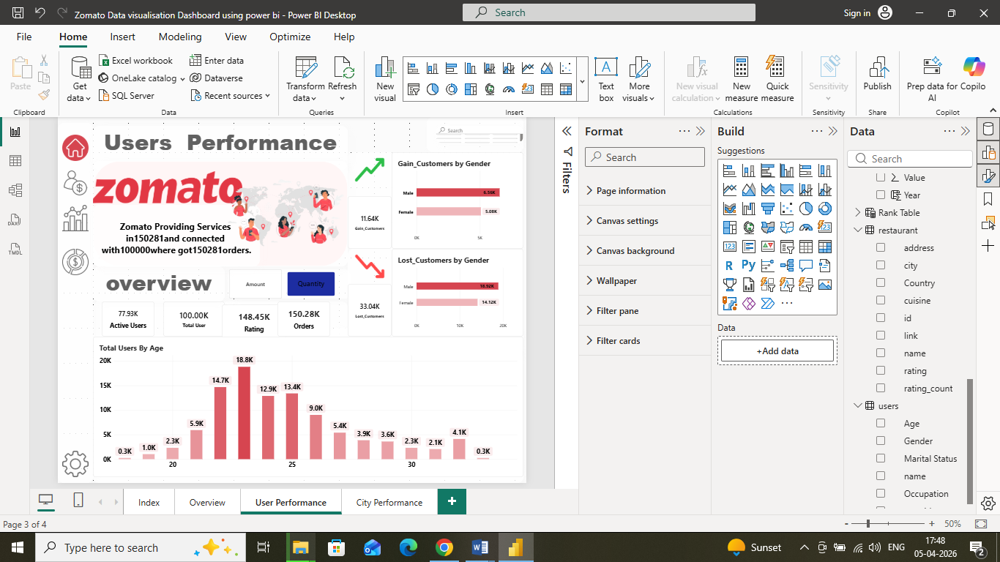 Zomato Data visualisation Dashboard using power bi - Power BI Desktop
Search
Sign in
File Home Insert Modeling View Optimize Help
Paste
Clipboard
Get data
Excel workbook
OneLake catalog
SQL Server
Enter data
Dataverse
Recent sources
Data
Transform data
Refresh
Queries
New visual
Text box
More visuals
Insert
New visual calculation
New measure
Quick measure
Calculations
Sensitivity
Sensitivity
Publish
Share
Prep data for AI
Copilo
Copilot
Users Performance
Search
zomato
Zomato Providing Services
in150281and connected
with100000where got150281orders.
11.64K
Gain_Customers
Gain_Customers by Gender
Male 6.56K
Female 5.08K
0K 5K
33.04K
Lost_Customers
Lost_Customers by Gender
Male 18.92K
Female 14.12K
0K 10K 20K
overview
Amount
Quantity
77.93K
Active Users
100.00K
Total User
148.45K
Rating
150.28K
Orders
Total Users By Age
20K
15K
10K
5K
0K
0.3K 1.0K 2.3K 5.9K 14.7K 18.8K 12.9K 13.4K 9.0K 5.4K 3.9K 3.6K 2.3K 2.1K 4.1K 0.3K
20 25 30
Filters
Format
Search
Page information
Canvas settings
Canvas background
Wallpaper
Filter pane
Filter cards
Build
Suggestions
123
123
R Py
Data
+Add data
Data
Search
Value
Year
Rank Table
restaurant
address
city
Country
cuisine
id
link
name
rating
rating_count
users
Age
Gender
Marital Status
name
Occupation
DAX
TMDL
Index
Overview
User Performance
City Performance
+
Page 3 of 4
- + 50%
Type here to search
Sunset
ENG
17:48
05-04-2026
2